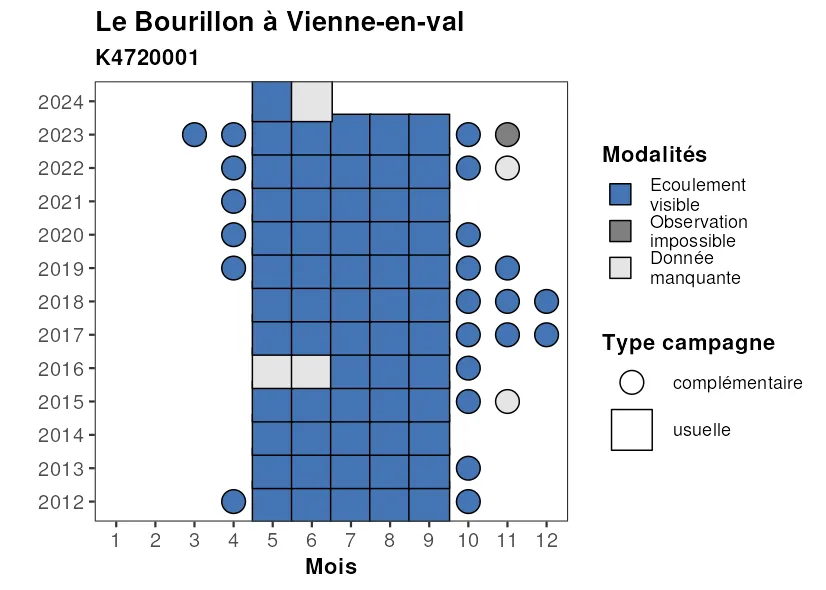 Le Bourillon à Vienne-en-val
K4720001
2024
2023
2022
2021
2020
2019
2018
2017
2016
2015
2014
2013
2012
1 2 3 4 5 6 7 8 9 10 11 12
Mois
Modalités
Ecoulement
visible
Observation
impossible
Donnée
manquante
Type campagne
complémentaire
usuelle